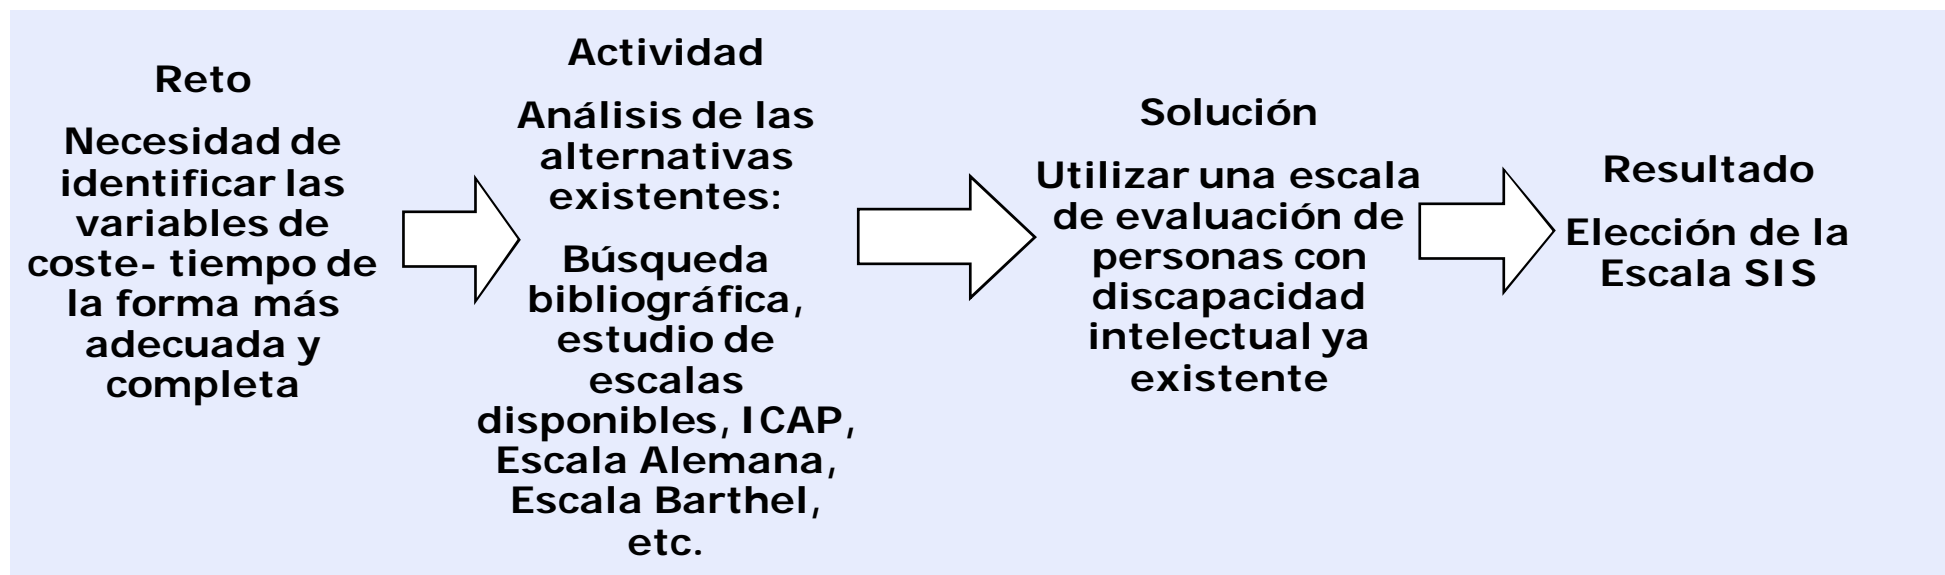 Reto
Necesidad de
identificar las
variables de
coste- tiempo de
la forma más
adecuada y
completa
Actividad
Análisis de las
alternativas
existentes:
Búsqueda
bibliográfica,
estudio de
escalas
disponibles, ICAP,
Escala Alemana,
Escala Barthel,
etc.
Solución
Utilizar una escala
de evaluación de
personas con
discapacidad
intelectual ya
existente
Resultado
Elección de la
Escala SIS